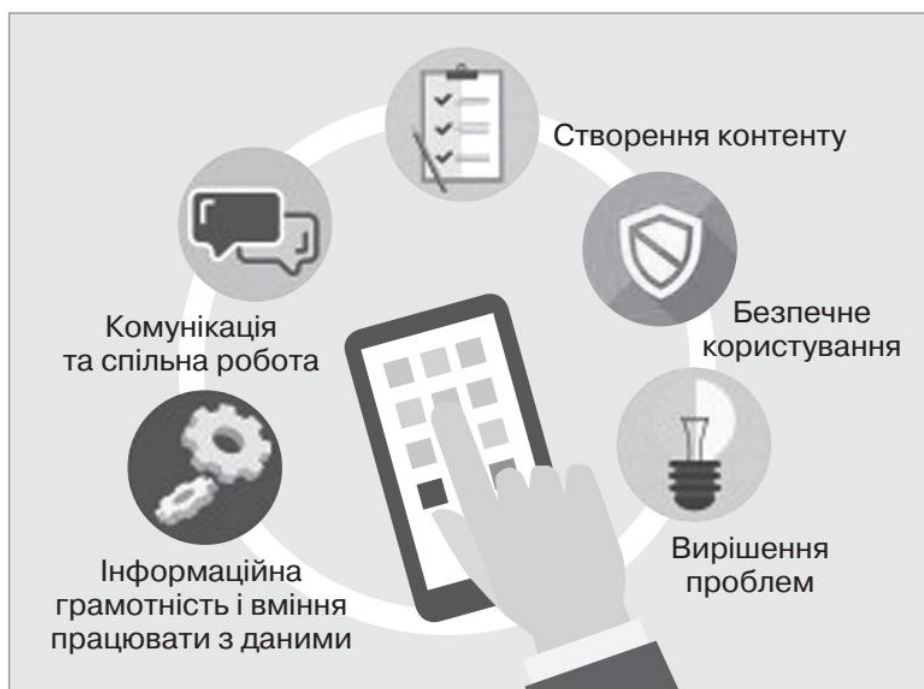 Створення контенту
Безпечне
користування
Комунікація
та спільна робота
Вирішення
проблем
Інформаційна
грамотність і вміння
працювати з даними